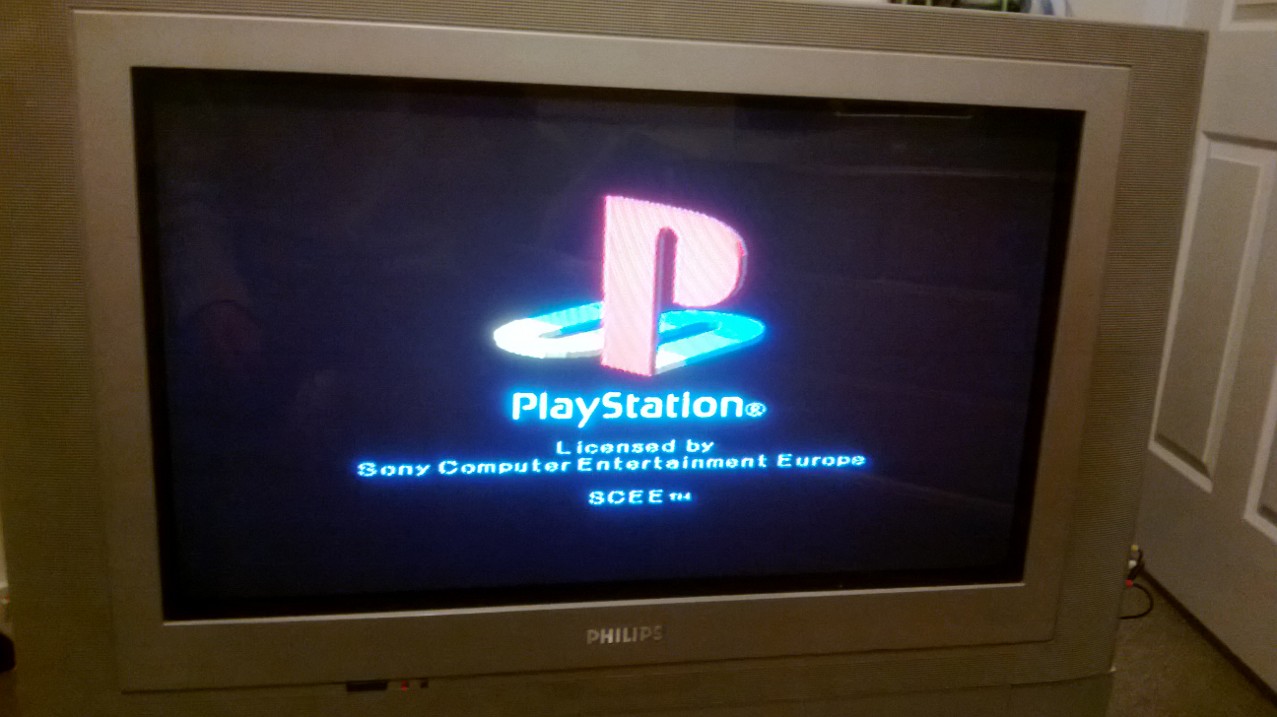 PlayStation®
Licensed by
Sony Computer Entertainment Europe
SCEE™
PHILIPS